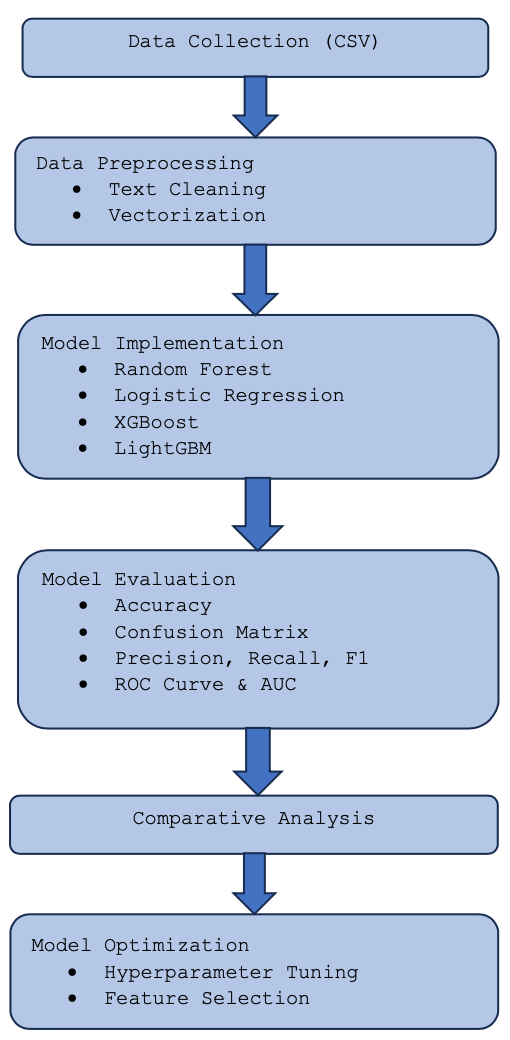 Data Collection (CSV)
Data Preprocessing
• Text Cleaning
• Vectorization
Model Implementation
• Random Forest
• Logistic Regression
• XGBoost
• LightGBM
Model Evaluation
• Accuracy
• Confusion Matrix
• Precision, Recall, F1
• ROC Curve & AUC
Comparative Analysis
Model Optimization
• Hyperparameter Tuning
• Feature Selection